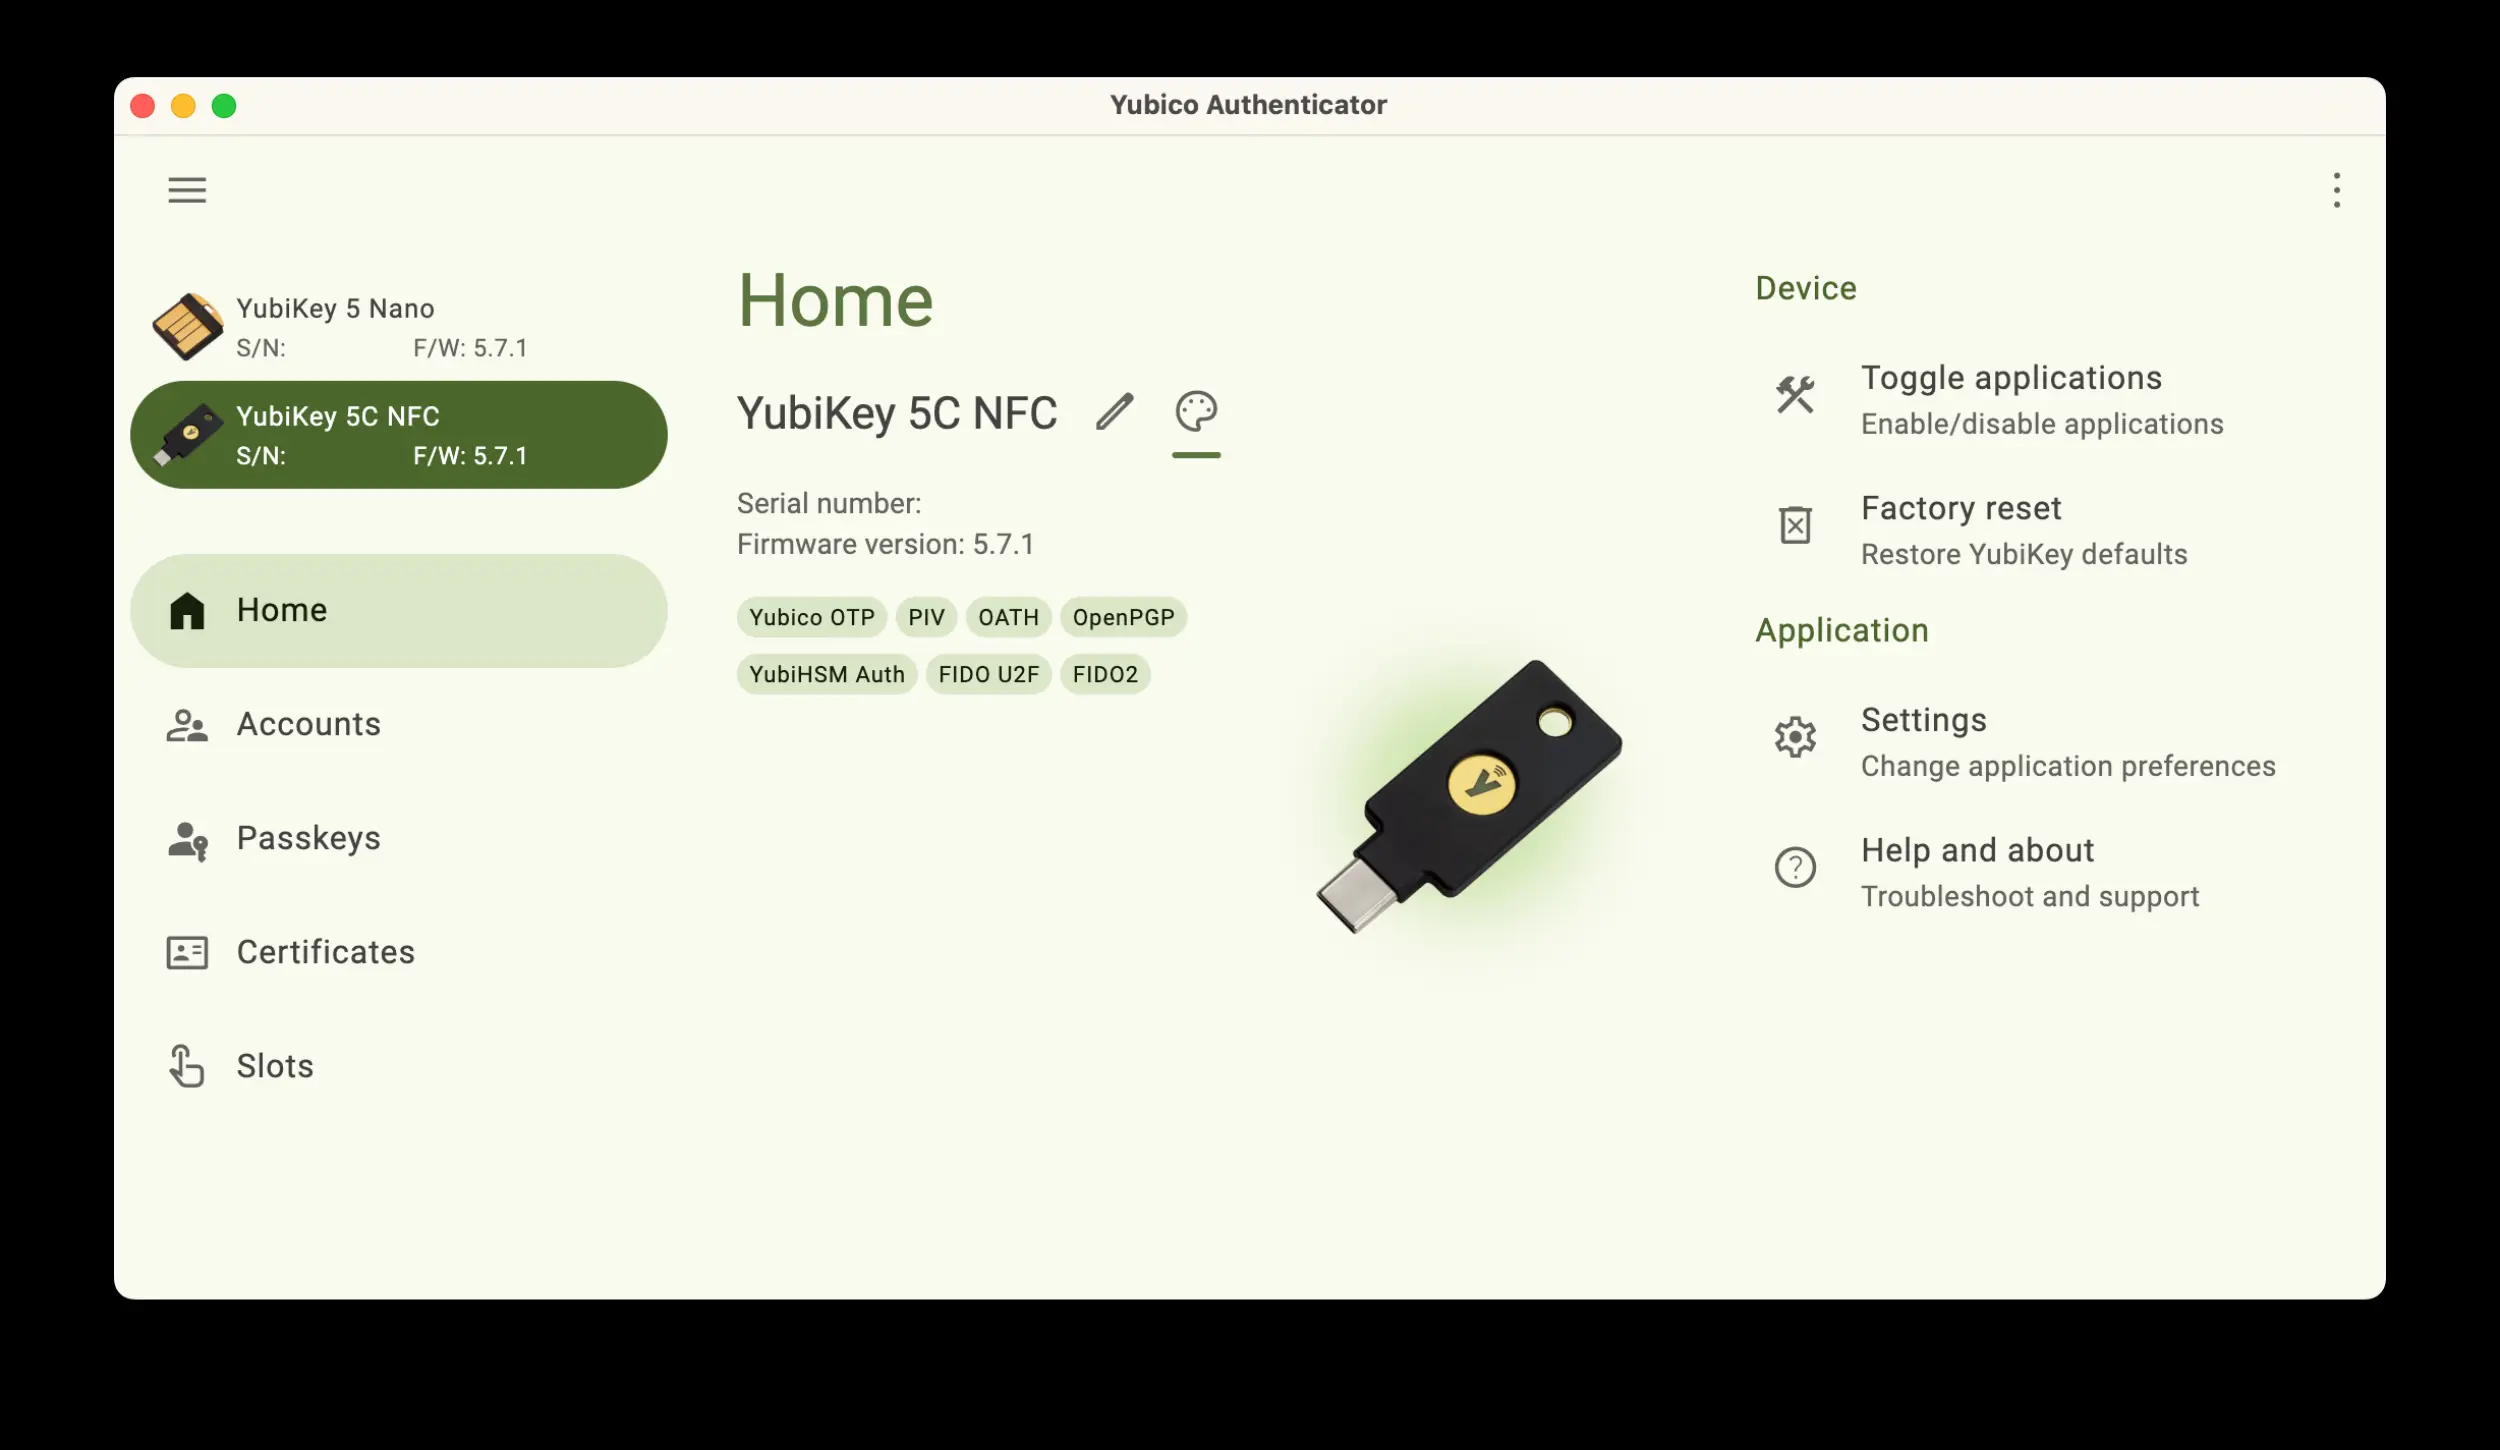 Yubico Authenticator
YubiKey 5 Nano
S/N: F/W: 5.7.1
YubiKey 5C NFC
S/N: F/W: 5.7.1
Home
Accounts
Passkeys
Certificates
Slots
Home
YubiKey 5C NFC
Serial number:
Firmware version: 5.7.1
Yubico OTP PIV OATH OpenPGP
YubiHSM Auth FIDO U2F FIDO2
Device
Toggle applications
Enable/disable applications
Factory reset
Restore YubiKey defaults
Application
Settings
Change application preferences
Help and about
Troubleshoot and support